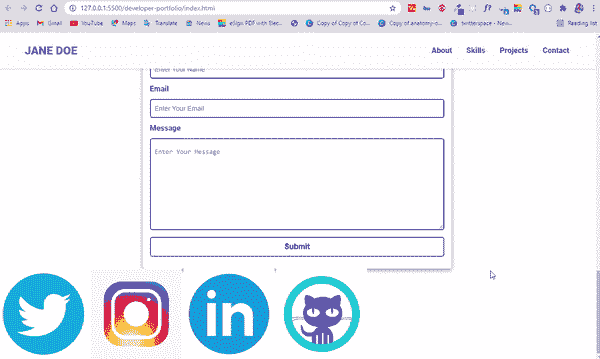 127.0.0.1:5500/developer-portfolio/index.html
Apps Gmail YouTube Maps Translate News eSign PDF with Elec... Copy of Copy of Co... Copy of anatomy-o... twitterspace - New... Reading list
JANE DOE About Skills Projects Contact
Enter Your Name
Email
Enter Your Email
Message
Enter Your Message
Submit
in